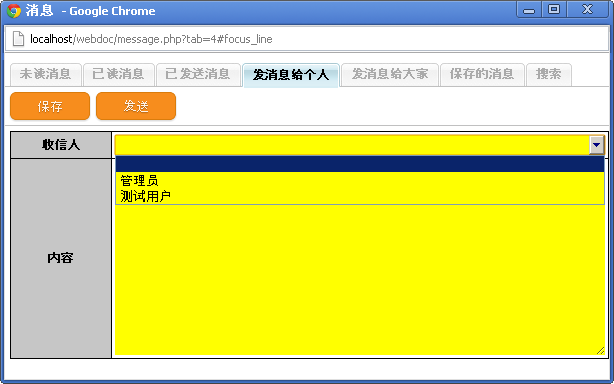 消息 - Google Chrome
localhost/webdoc/message.php?tab=4#focus_line
未读消息 已读消息 已发送消息 发消息给个人 发消息给大家 保存的消息 搜索
保存 发送
收信人
管理员
测试用户
内容